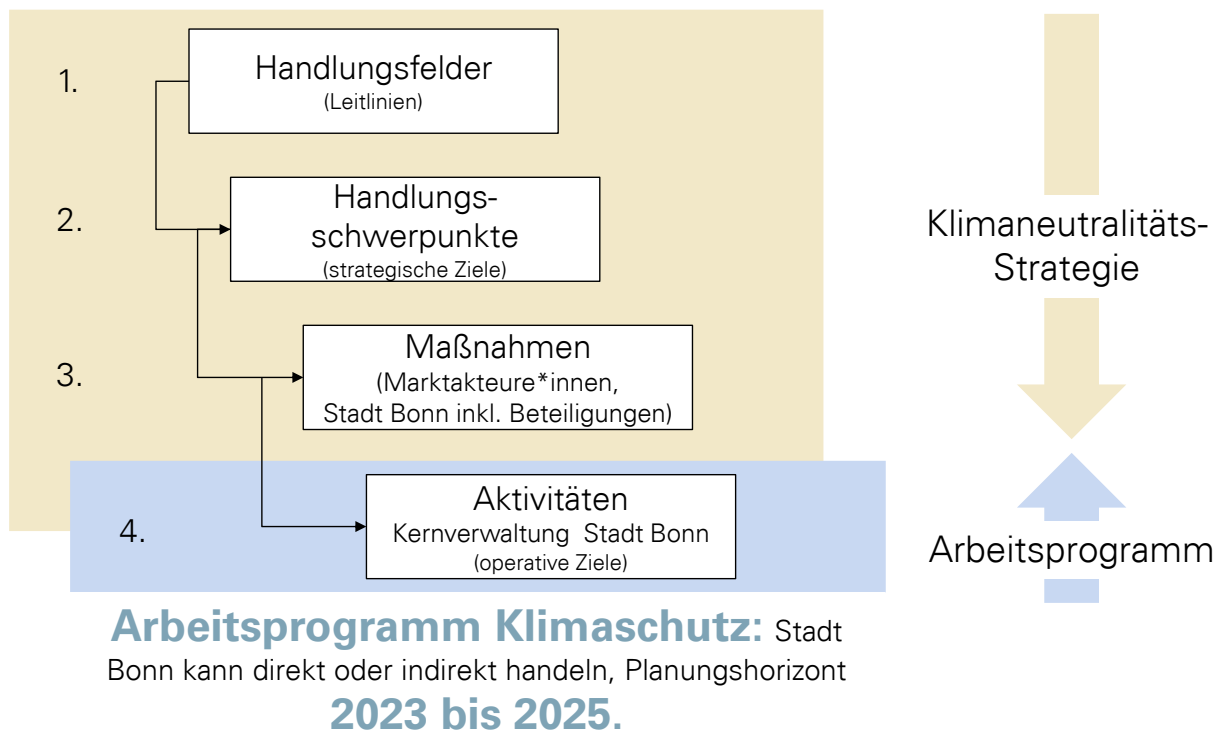 1.
Handlungsfelder
(Leitlinien)
2.
Handlungs-
schwerpunkte
(strategische Ziele)
3.
Maßnahmen
(Marktakteure*innen,
Stadt Bonn inkl. Beteiligungen)
4.
Aktivitäten
Kernverwaltung Stadt Bonn
(operative Ziele)
Klimaneutralitäts-
Strategie
Arbeitsprogramm
Arbeitsprogramm Klimaschutz: Stadt
Bonn kann direkt oder indirekt handeln, Planungshorizont
2023 bis 2025.